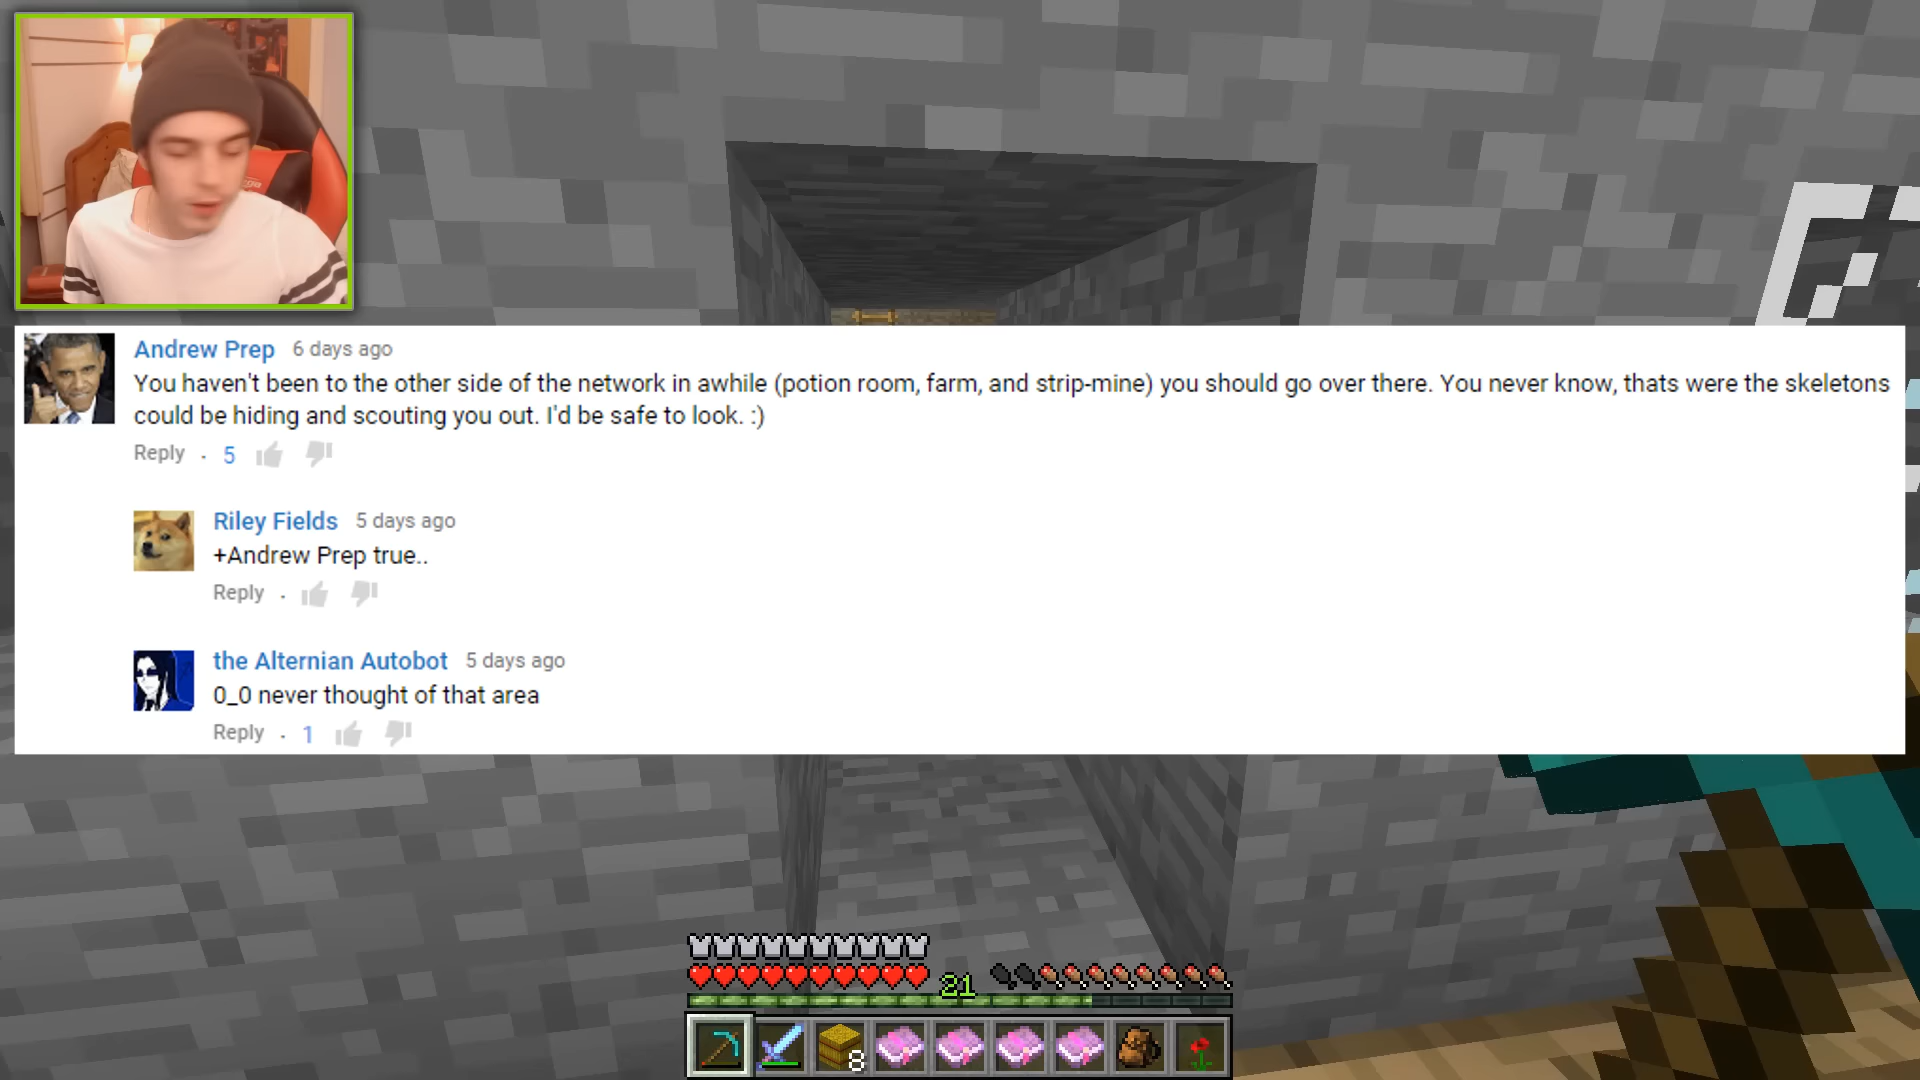 Andrew Prep 6 days ago
You haven't been to the other side of the network in awhile (potion room, farm, and strip-mine) you should go over there. You never know, thats were the skeletons
could be hiding and scouting you out. I'd be safe to look. :)
Reply . 5
Riley Fields 5 days ago
+Andrew Prep true..
Reply .
the Alternian Autobot 5 days ago
0_0 never thought of that area
Reply . 1
21
8